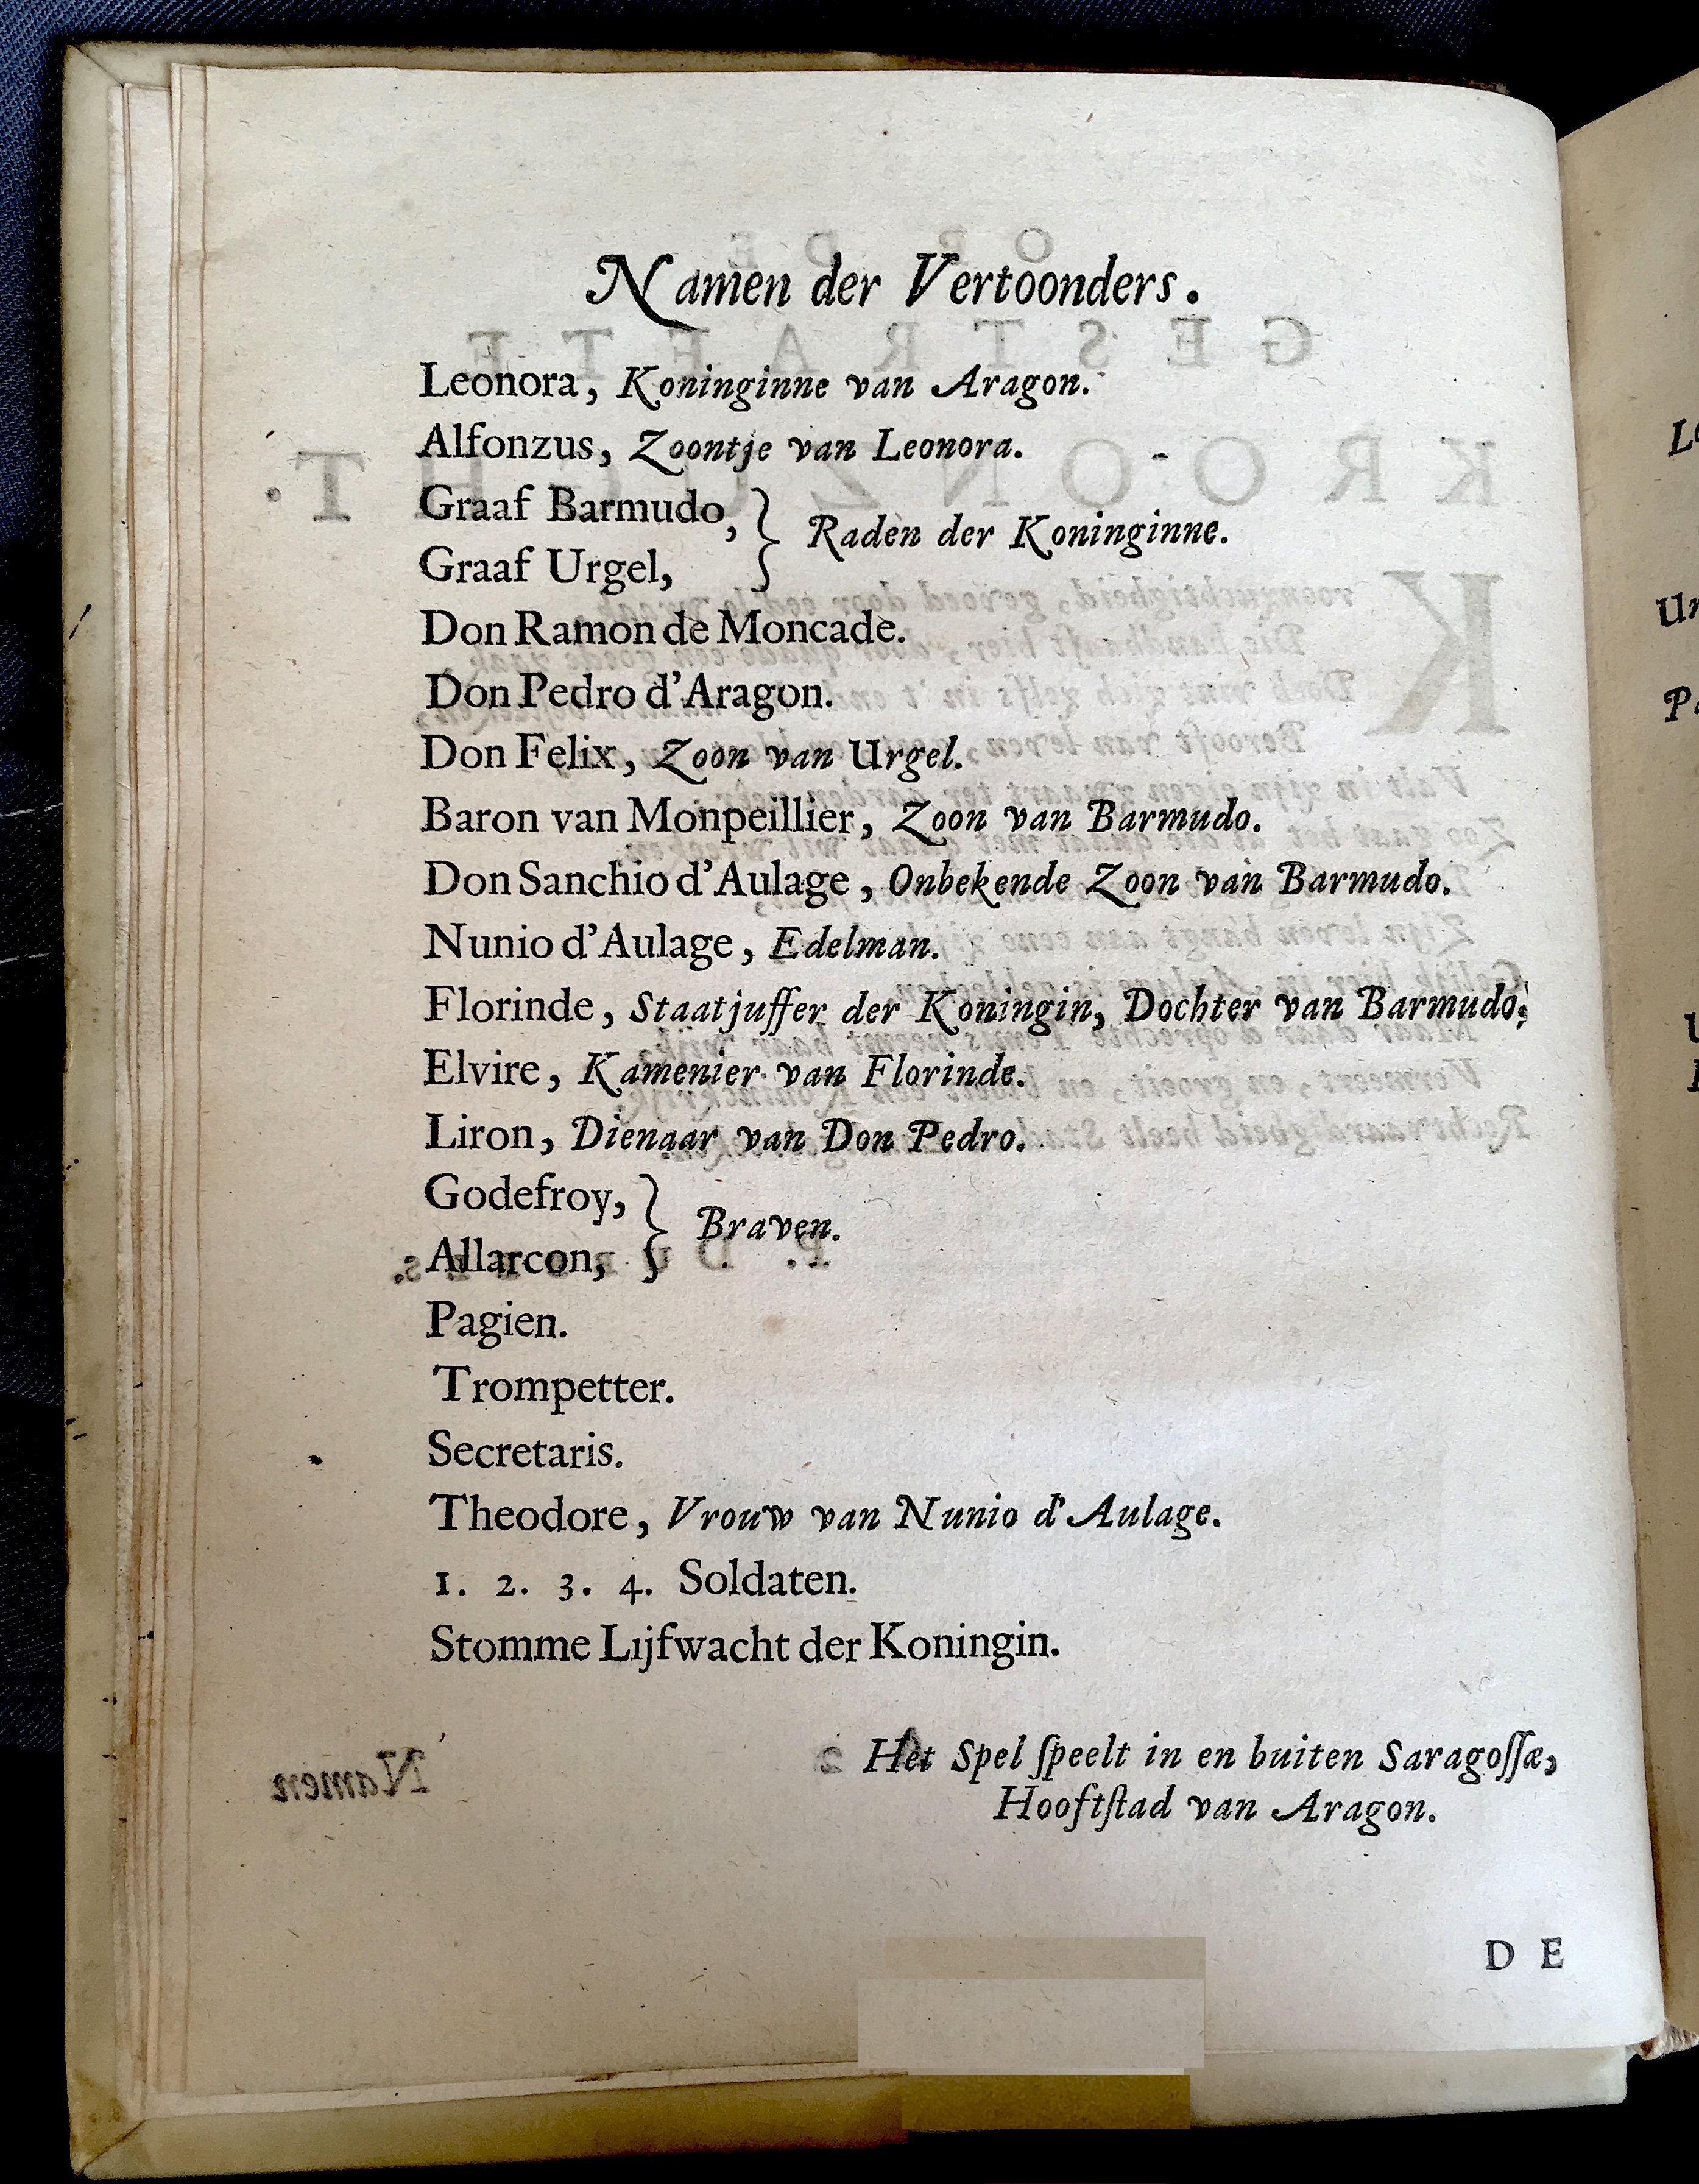 Namen der Vertoonders.
Leonora, Koninginne van Aragon.
Alfonzus, Zoontje van Leonora.
Graaf Barmudo,
Graaf Urgel, } Raden der Koninginne.
Don Ramon de Moncade.
Don Pedro d'Aragon.
Don Felix, Zoon van Urgel.
Baron van Monpeillier, Zoon van Barmudo.
Don Sanchio d'Aulage, Onbekende Zoon van Barmudo.
Nunio d'Aulage, Edelman.
Florinde, Staatjuffer der Koningin, Dochter van Barmudo.
Elvire, Kamenier van Florinde.
Liron, Dienaar van Don Pedro.
Godefroy,
Allarcon, } Braven.
Pagien.
Trompetter.
Secretaris.
Theodore, Vrouw van Nunio d'Aulage.
1. 2. 3. 4. Soldaten.
Stomme Lijfwacht der Koningin.
Het Spel ſpeelt in en buiten Saragoſſæ,
Hooftſtad van Aragon.
DE